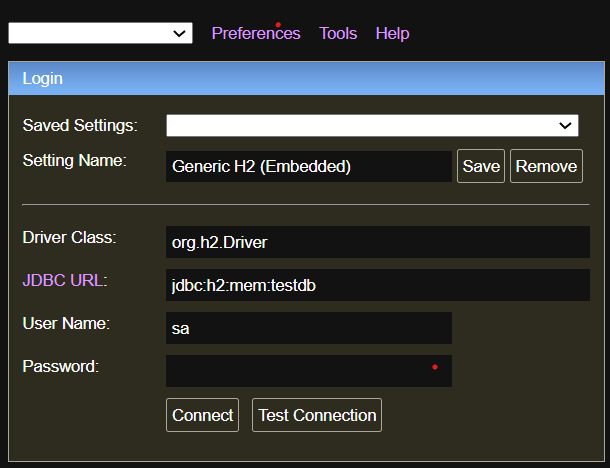 Preferences Tools Help
Login
Saved Settings:
Setting Name: Generic H2 (Embedded) Save Remove
Driver Class: org.h2.Driver
JDBC URL: jdbc:h2:mem:testdb
User Name: sa
Password:
Connect Test Connection